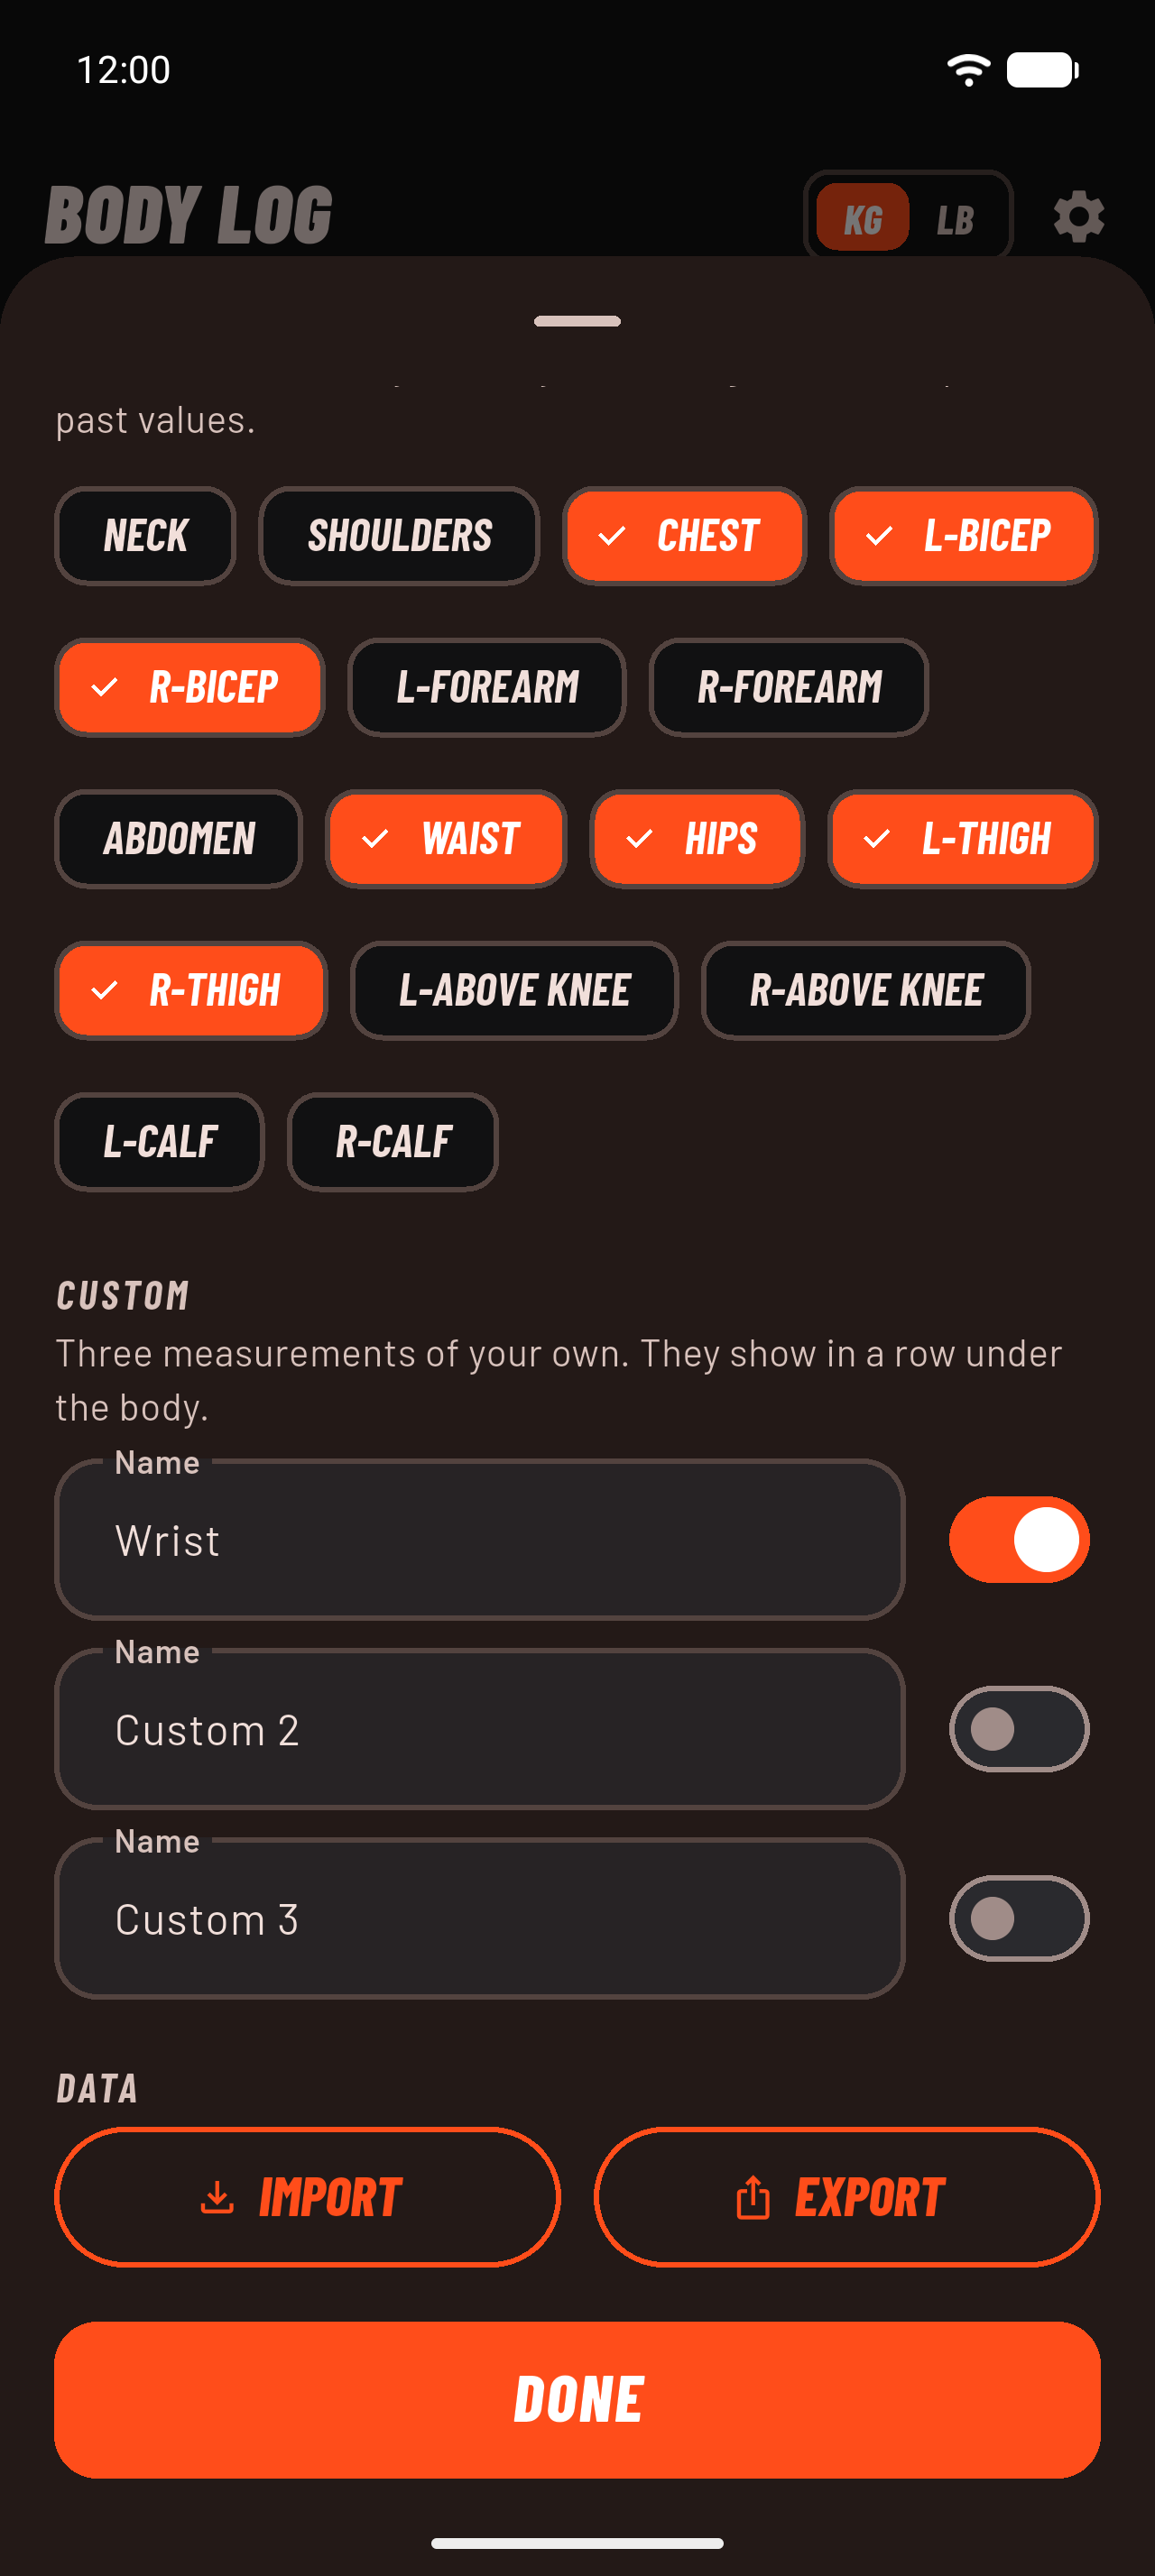 12:00
BODY LOG
KG LB
past values.
NECK SHOULDERS CHEST L-BICEP
R-BICEP L-FOREARM R-FOREARM
ABDOMEN WAIST HIPS L-THIGH
R-THIGH L-ABOVE KNEE R-ABOVE KNEE
L-CALF R-CALF
CUSTOM
Three measurements of your own. They show in a row under
the body.
Name
Wrist
Name
Custom 2
Name
Custom 3
DATA
IMPORT EXPORT
DONE